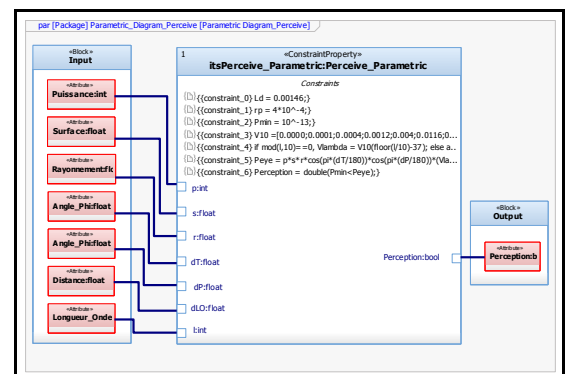 par [Package] Parametric_Diagram_Perceive [Parametric Diagram_Perceive]
«Block»
Input
«Attribute»
Puissance:int
«Attribute»
Surface:float
«Attribute»
Rayonnement:flo
«Attribute»
Angle_Phi:float
«Attribute»
Angle_Phi:float
«Attribute»
Distance:float
«Attribute»
Longueur_Onde
1
«ConstraintProperty»
itsPerceive_Parametric:Perceive_Parametric
Constraints
{{constraint_0} Ld = 0.00146;}
{{constraint_1} rp = 4*10^-4;}
{{constraint_2} Pmin = 10^-13;}
{{constraint_3} V10 =[0.0000;0.0001;0.0004;0.0012;0.004;0.0116;0...
{{constraint_4} if mod(l,10)==0, Vlambda = V10(floor(l/10)-37); else a...
{{constraint_5} Peye = p*s*r*cos(pi*(dT/180))*cos(pi*(dP/180))*(Vla...
{{constraint_6} Perception = double(Pmin<Peye);}
p:int
s:float
r:float
dT:float
dP:float
dLO:float
l:int
Perception:bool
«Block»
Output
«Attribute»
Perception:b